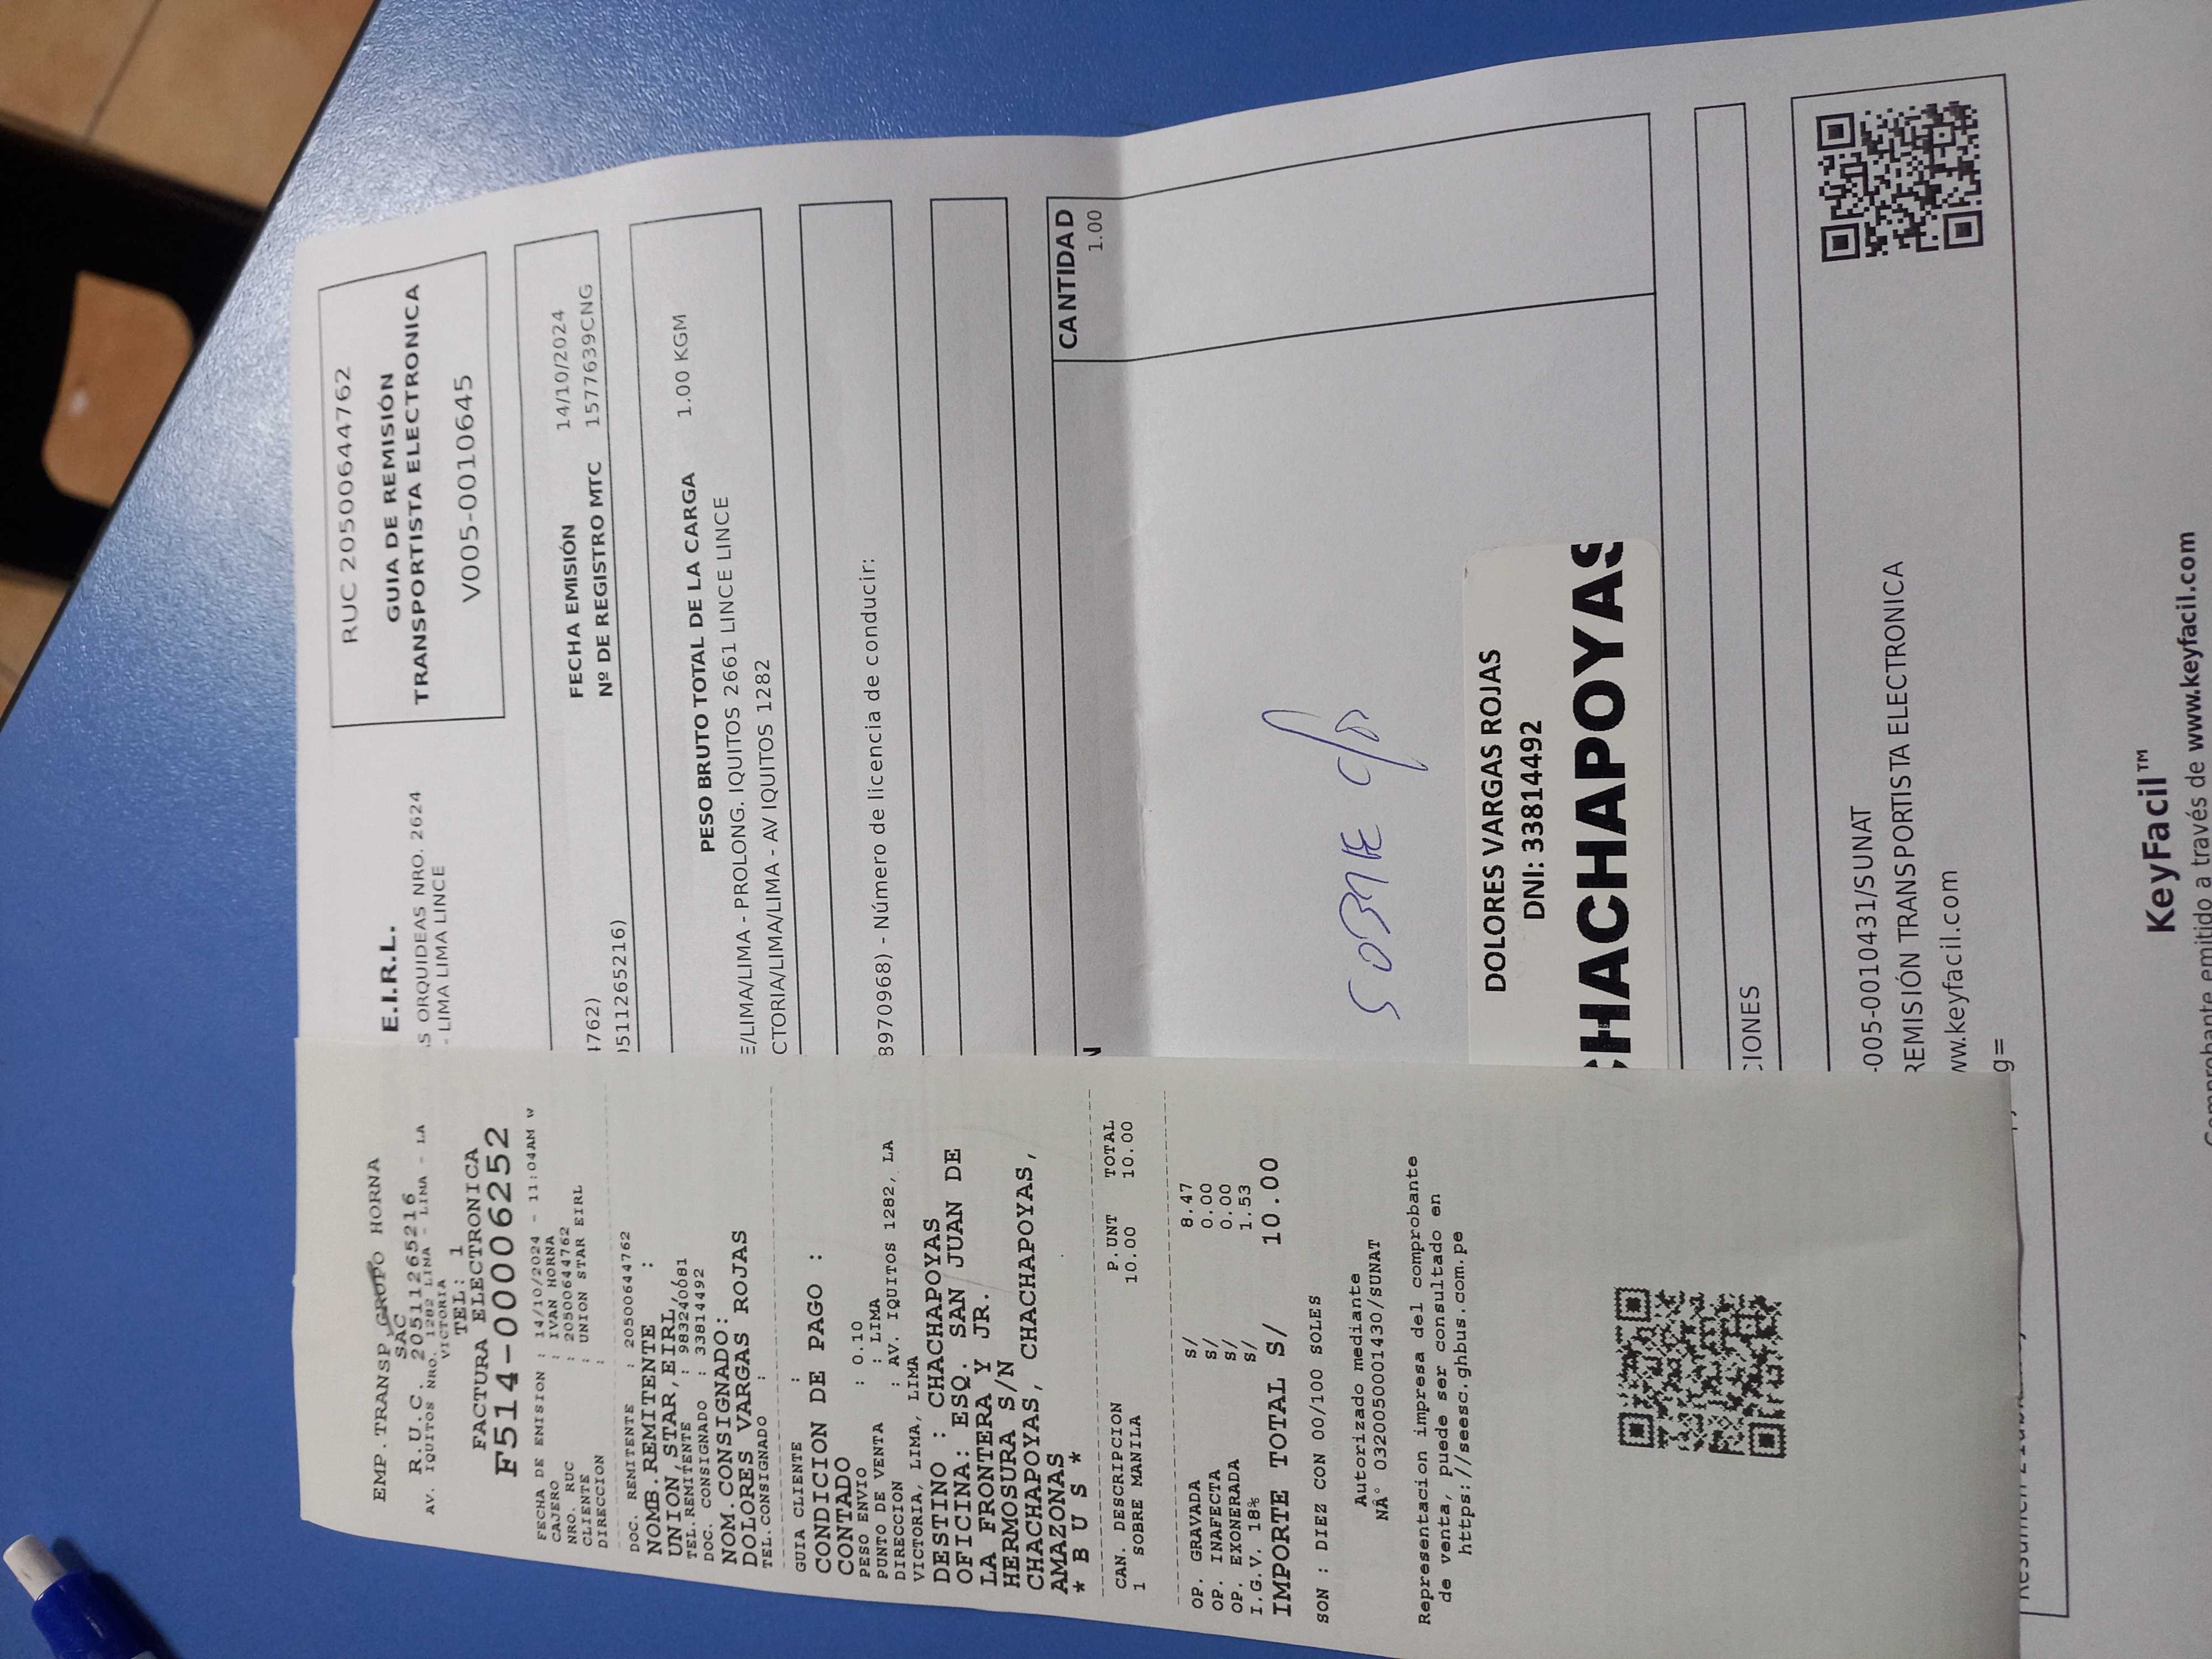 EMP.TRANSP GRUPO HORNA
SAC
R.U.C. 20511265216
AV. IQUITOS NRO. 1282 LIMA - LIMA - LA
VICTORIA
TEL: 1
FACTURA ELECTRONICA
F514-00006252
FECHA DE EMISION : 14/10/2024 - 11:04AM w
CAJERO : IVAN HORNA
NRO. RUC : 20500644762
CLIENTE : UNION STAR EIRL
DIRECCION :
DOC. REMITENTE : 20500644762
NOMB.REMITENTE :
UNION,STAR,EIRL,
TEL.REMITENTE : 983240681
DOC. CONSIGNADO : 33814492
NOM.CONSIGNADO:
DOLORES VARGAS ROJAS
TEL.CONSIGNADO :
GUIA CLIENTE :
CONDICION DE PAGO :
CONTADO
PESO ENVIO : 0.10
PUNTO DE VENTA : LIMA
DIRECCION : AV. IQUITOS 1282, LA
VICTORIA, LIMA, LIMA
DESTINO : CHACHAPOYAS
OFICINA: ESQ. SAN JUAN DE
LA FRONTERA Y JR.
HERMOSURA S/N
CHACHAPOYAS, CHACHAPOYAS,
AMAZONAS
* B U S *
CAN. DESCRIPCION P.UNT TOTAL
1 SOBRE MANILA 10.00 10.00
OP. GRAVADA S/ 8.47
OP. INAFECTA S/ 0.00
OP. EXONERADA S/ 0.00
I.G.V. 18% S/ 1.53
IMPORTE TOTAL S/ 10.00
SON : DIEZ CON 00/100 SOLES
Autorizado mediante
NÂ° 0320050001430/SUNAT
Representacion impresa del comprobante
de venta, puede ser consultado en
https://seesc.ghbus.com.pe
E.I.R.L.
S ORQUIDEAS NRO. 2624
- LIMA LIMA LINCE
RUC 20500644762
GUIA DE REMISIÓN
TRANSPORTISTA ELECTRONICA
V005-00010645
FECHA EMISIÓN 14/10/2024
4762) Nº DE REGISTRO MTC 1577639CNG
0511265216)
PESO BRUTO TOTAL DE LA CARGA 1.00 KGM
E/LIMA/LIMA - PROLONG. IQUITOS 2661 LINCE LINCE
CTORIA/LIMA/LIMA - AV IQUITOS 1282
8970968) - Número de licencia de conducir:
N CANTIDAD
1.00
SOBRE
DOLORES VARGAS ROJAS
DNI: 33814492
CHACHAPOYAS
CIONES
-005-0010431/SUNAT
REMISIÓN TRANSPORTISTA ELECTRONICA
ww.keyfacil.com
g=
KeyFacil™
Comprobante emitido a través de www.keyfacil.com